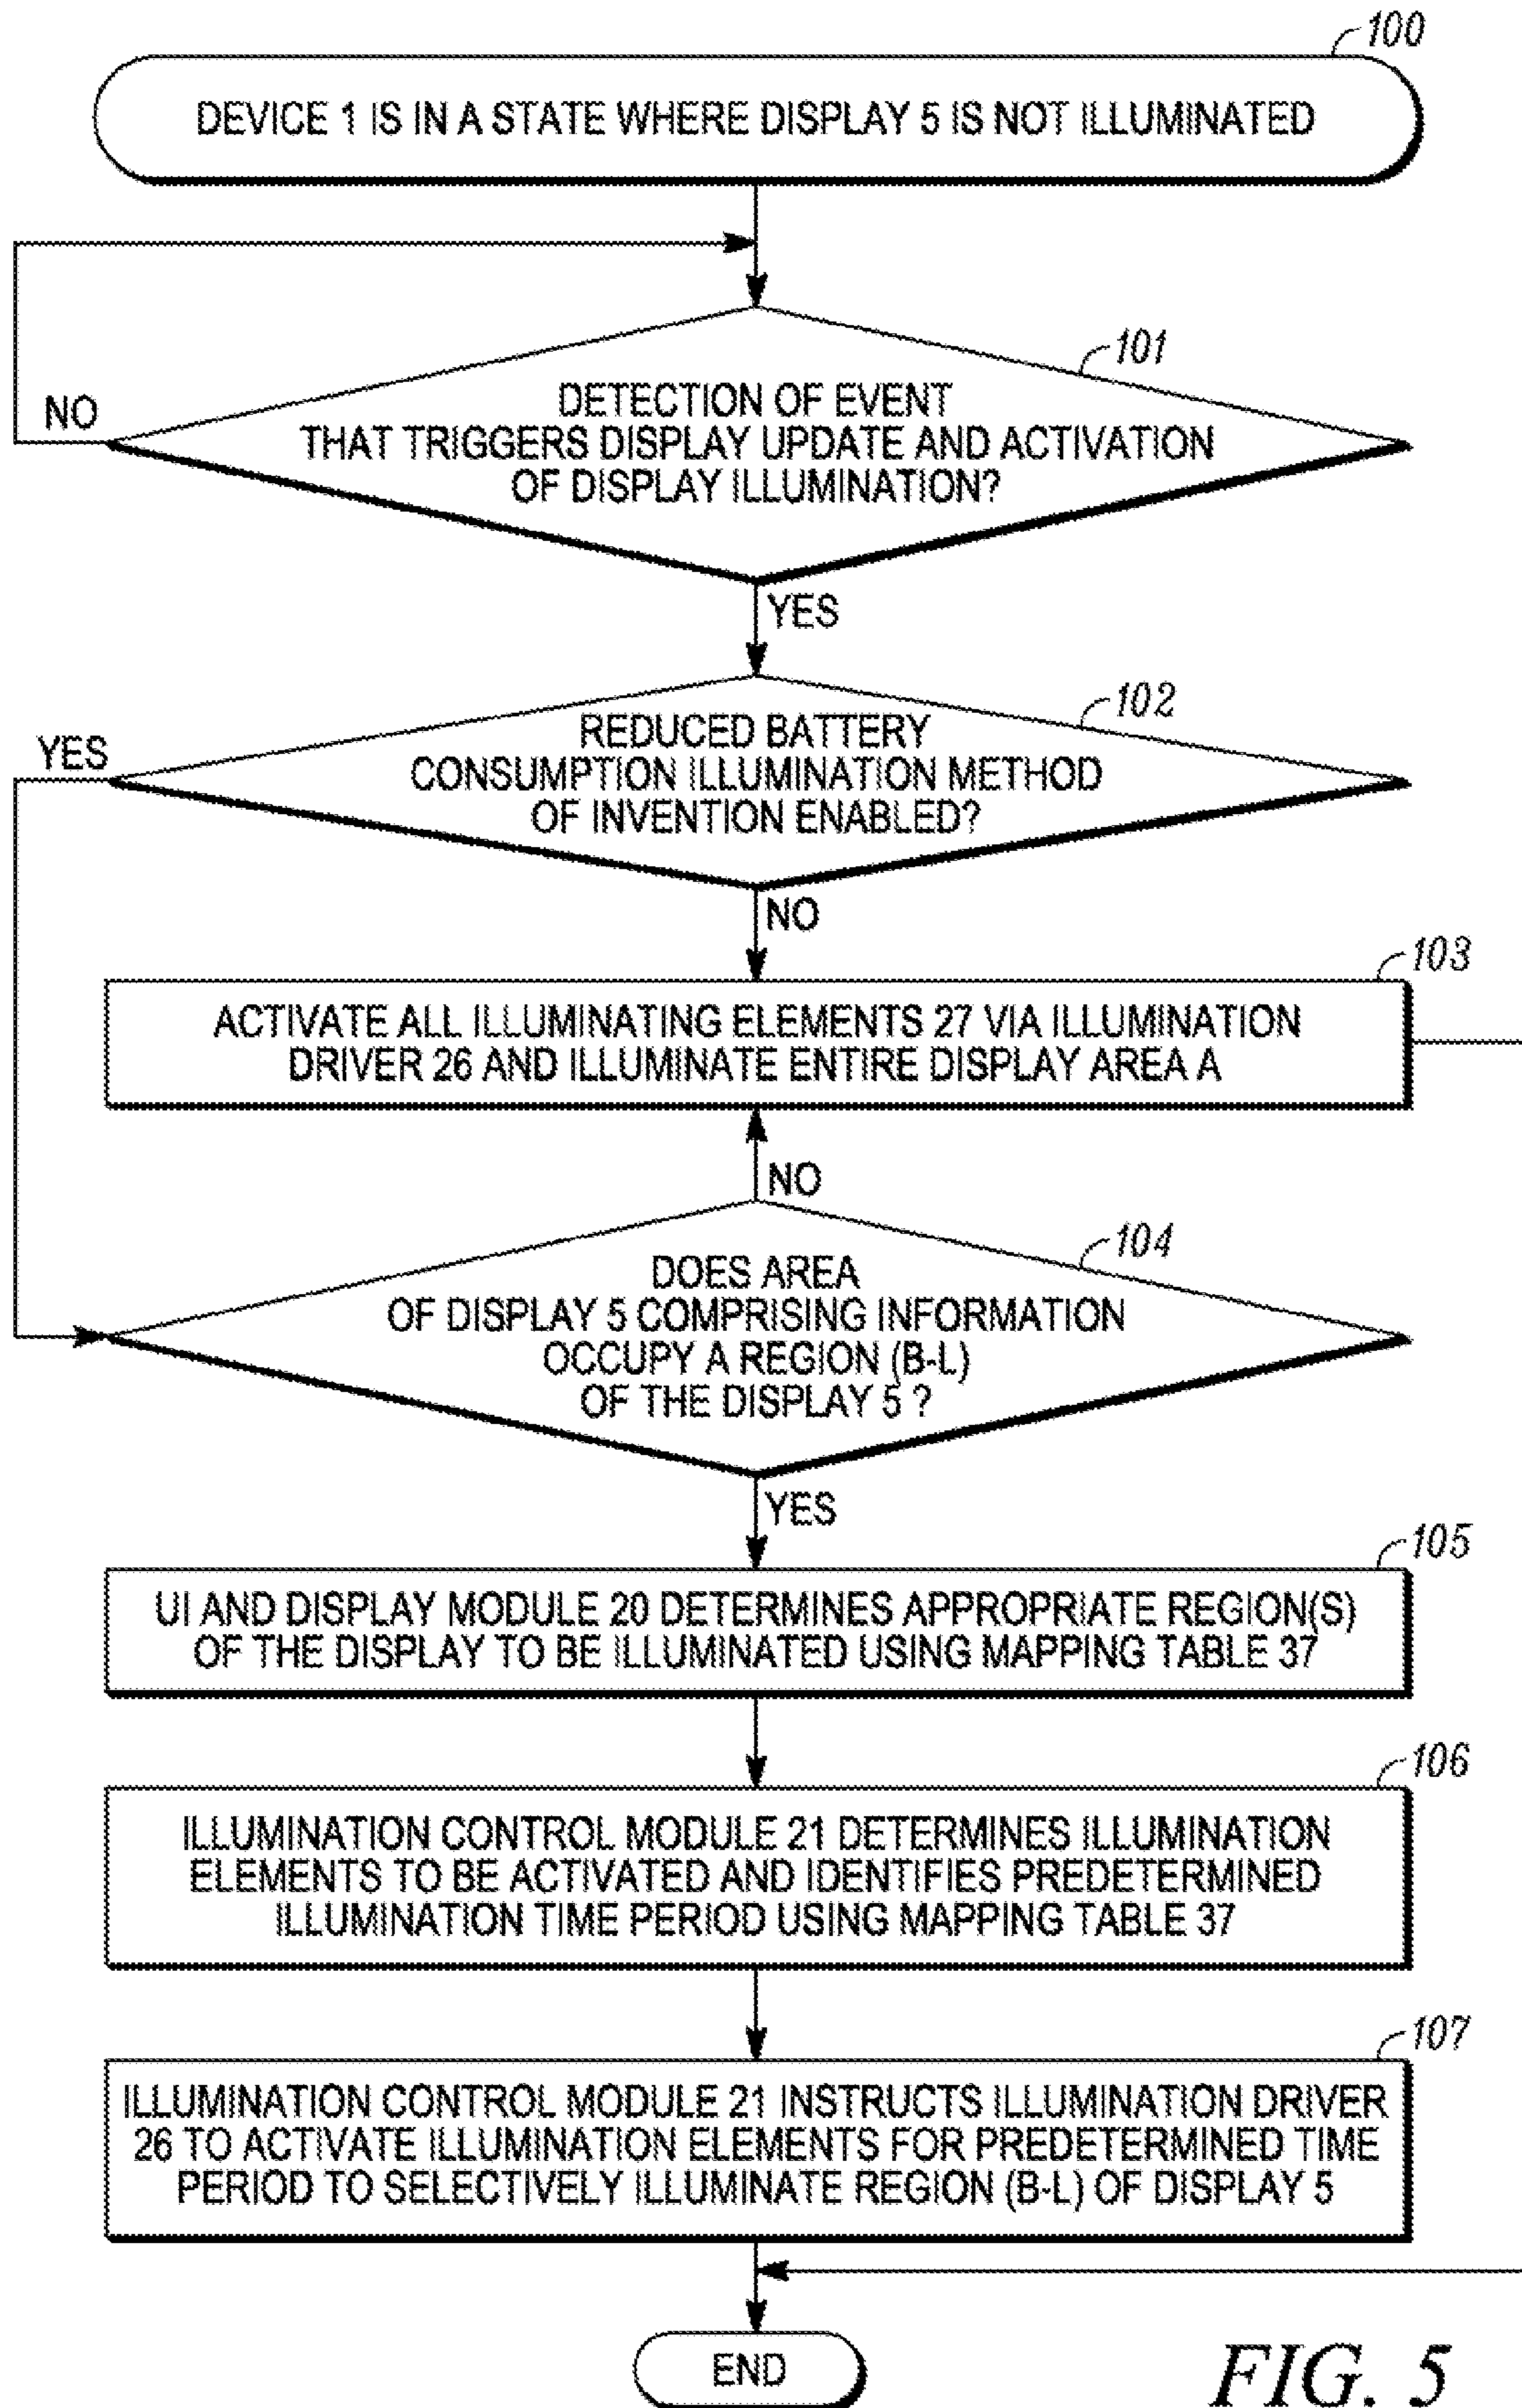 100
DEVICE 1 IS IN A STATE WHERE DISPLAY 5 IS NOT ILLUMINATED
101
DETECTION OF EVENT
THAT TRIGGERS DISPLAY UPDATE AND ACTIVATION
OF DISPLAY ILLUMINATION?
NO
YES
102
REDUCED BATTERY
CONSUMPTION ILLUMINATION METHOD
OF INVENTION ENABLED?
YES
NO
103
ACTIVATE ALL ILLUMINATING ELEMENTS 27 VIA ILLUMINATION
DRIVER 26 AND ILLUMINATE ENTIRE DISPLAY AREA A
NO
104
DOES AREA
OF DISPLAY 5 COMPRISING INFORMATION
OCCUPY A REGION (B-L)
OF THE DISPLAY 5 ?
YES
105
UI AND DISPLAY MODULE 20 DETERMINES APPROPRIATE REGION(S)
OF THE DISPLAY TO BE ILLUMINATED USING MAPPING TABLE 37
106
ILLUMINATION CONTROL MODULE 21 DETERMINES ILLUMINATION
ELEMENTS TO BE ACTIVATED AND IDENTIFIES PREDETERMINED
ILLUMINATION TIME PERIOD USING MAPPING TABLE 37
107
ILLUMINATION CONTROL MODULE 21 INSTRUCTS ILLUMINATION DRIVER
26 TO ACTIVATE ILLUMINATION ELEMENTS FOR PREDETERMINED TIME
PERIOD TO SELECTIVELY ILLUMINATE REGION (B-L) OF DISPLAY 5
END
FIG. 5